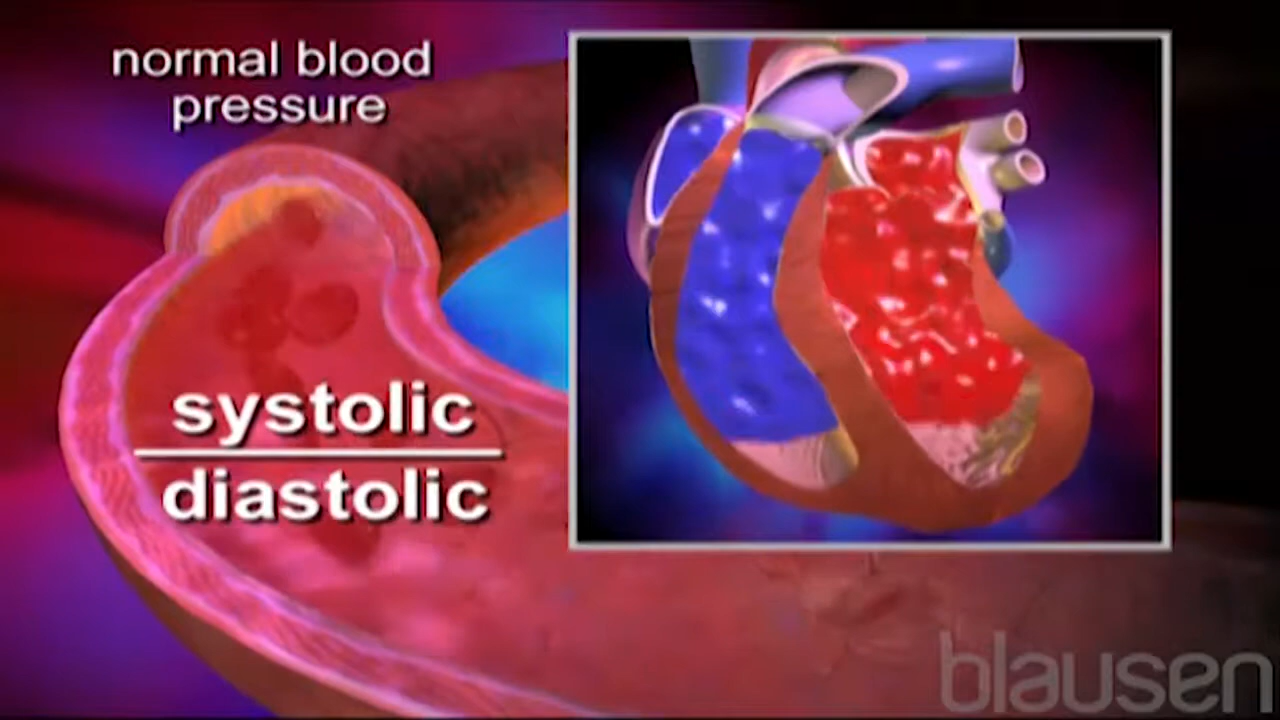 normal blood
pressure
systolic
diastolic
blausen